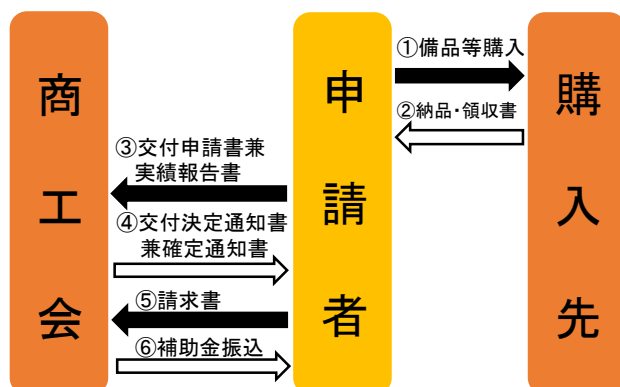 商工会
申請者
購入先
①備品等購入
②納品・領収書
③交付申請書兼
実績報告書
④交付決定通知書
兼確定通知書
⑤請求書
⑥補助金振込